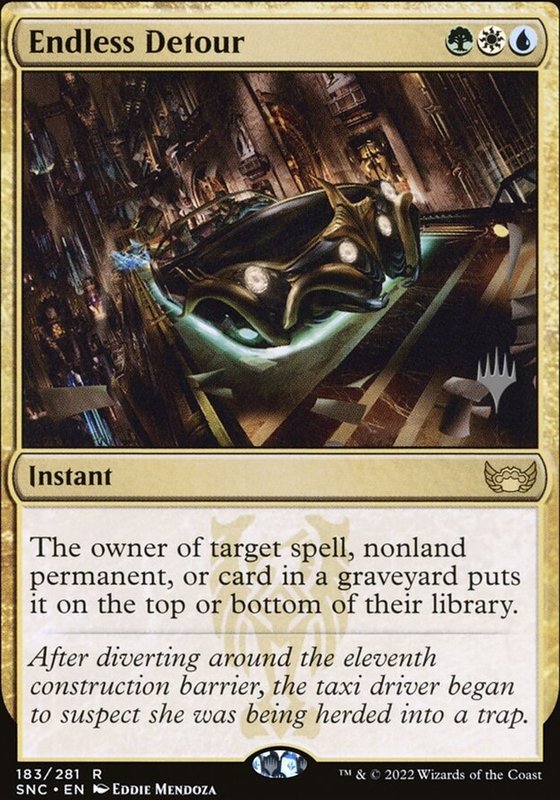 Endless Detour
Instant
The owner of target spell, nonland
permanent, or card in a graveyard puts
it on the top or bottom of their library.
After diverting around the eleventh
construction barrier, the taxi driver began
to suspect she was being herded into a trap.
183/281 R
SNC • EN Eddie Mendoza
™ & © 2022 Wizards of the Coast